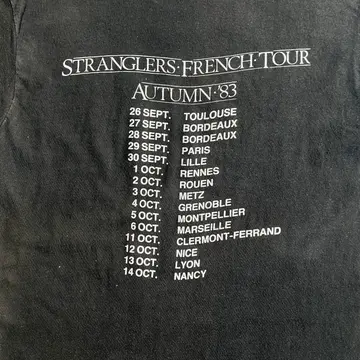 STRANGLERS·FRENCH·TOUR
AUTUMN·'83
26 SEPT. TOULOUSE
27 SEPT. BORDEAUX
28 SEPT. BORDEAUX
29 SEPT. PARIS
30 SEPT. LILLE
1 OCT. RENNES
2 OCT. ROUEN
3 OCT. METZ
4 OCT. GRENOBLE
5 OCT. MONTPELLIER
6 OCT. MARSEILLE
11 OCT. CLERMONT-FERRAND
12 OCT. NICE
13 OCT. LYON
14 OCT. NANCY